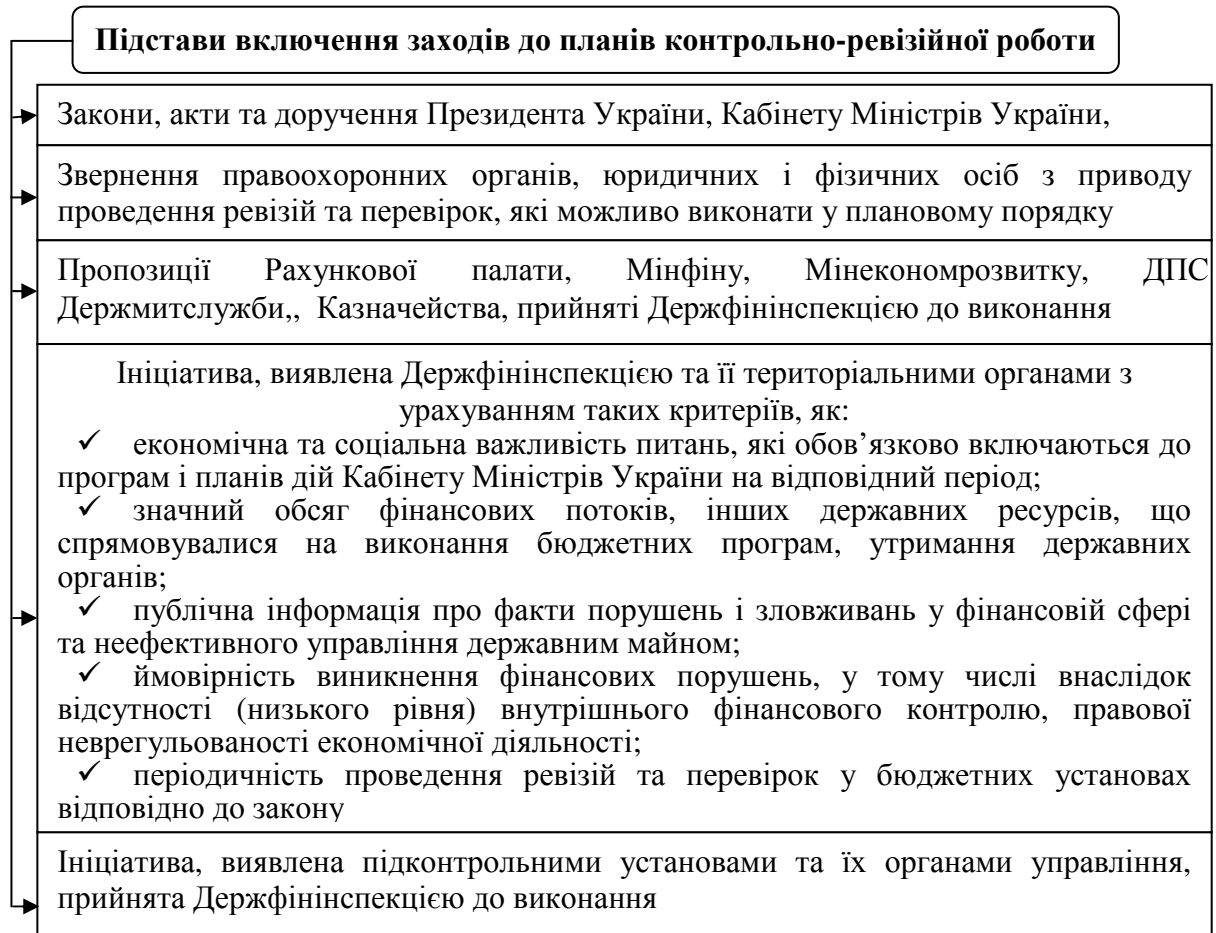 Підстави включення заходів до планів контрольно-ревізійної роботи
Закони, акти та доручення Президента України, Кабінету Міністрів України,
Звернення правоохоронних органів, юридичних і фізичних осіб з приводу
проведення ревізій та перевірок, які можливо виконати у плановому порядку
Пропозиції Рахункової палати, Мінфіну, Мінекономрозвитку, ДПС
Держмитслужби,, Казначейства, прийняті Держфінінспекцією до виконання
Ініціатива, виявлена Держфінінспекцією та її територіальними органами з
урахуванням таких критеріїв, як:
✓ економічна та соціальна важливість питань, які обов’язково включаються до
програм і планів дій Кабінету Міністрів України на відповідний період;
✓ значний обсяг фінансових потоків, інших державних ресурсів, що
спрямовувалися на виконання бюджетних програм, утримання державних
органів;
✓ публічна інформація про факти порушень і зловживань у фінансовій сфері
та неефективного управління державним майном;
✓ ймовірність виникнення фінансових порушень, у тому числі внаслідок
відсутності (низького рівня) внутрішнього фінансового контролю, правової
неврегульованості економічної діяльності;
✓ періодичність проведення ревізій та перевірок у бюджетних установах
відповідно до закону
Ініціатива, виявлена підконтрольними установами та їх органами управління,
прийнята Держфінінспекцією до виконання